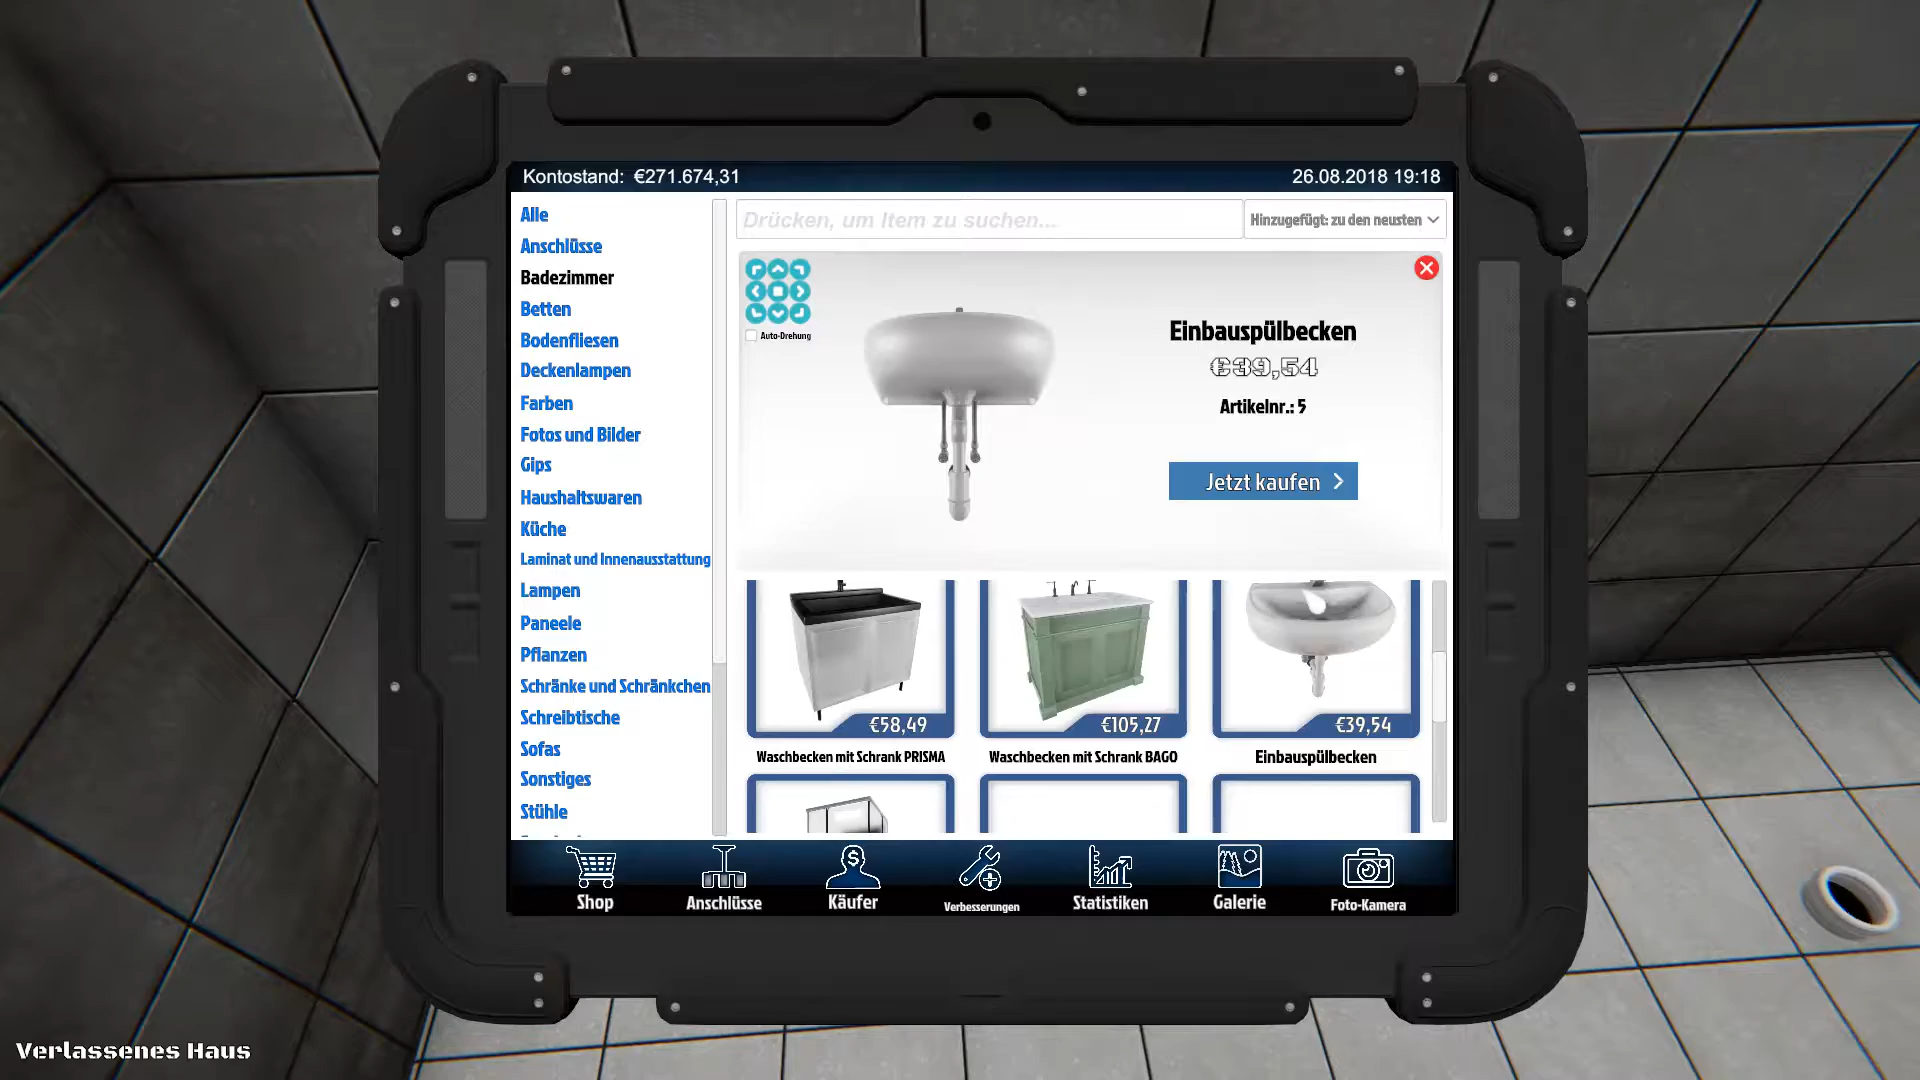 Kontostand: €271.674,31
26.08.2018 19:18
Alle
Anschlüsse
Badezimmer
Betten
Bodenfliesen
Deckenlampen
Farben
Fotos und Bilder
Gips
Haushaltswaren
Küche
Laminat und Innenausstattung
Lampen
Paneele
Pflanzen
Schränke und Schränkchen
Schreibtische
Sofas
Sonstiges
Stühle
Drücken, um Item zu suchen...
Hinzugefügt: zu den neusten
Auto-Drehung
Einbauspülbecken
€39,54
Artikelnr.: 5
Jetzt kaufen
€58,49
€105,27
€39,54
Waschbecken mit Schrank PRISMA
Waschbecken mit Schrank BAGO
Einbauspülbecken
Shop
Anschlüsse
Käufer
Verbesserungen
Statistiken
Galerie
Foto-Kamera
Verlassenes Haus